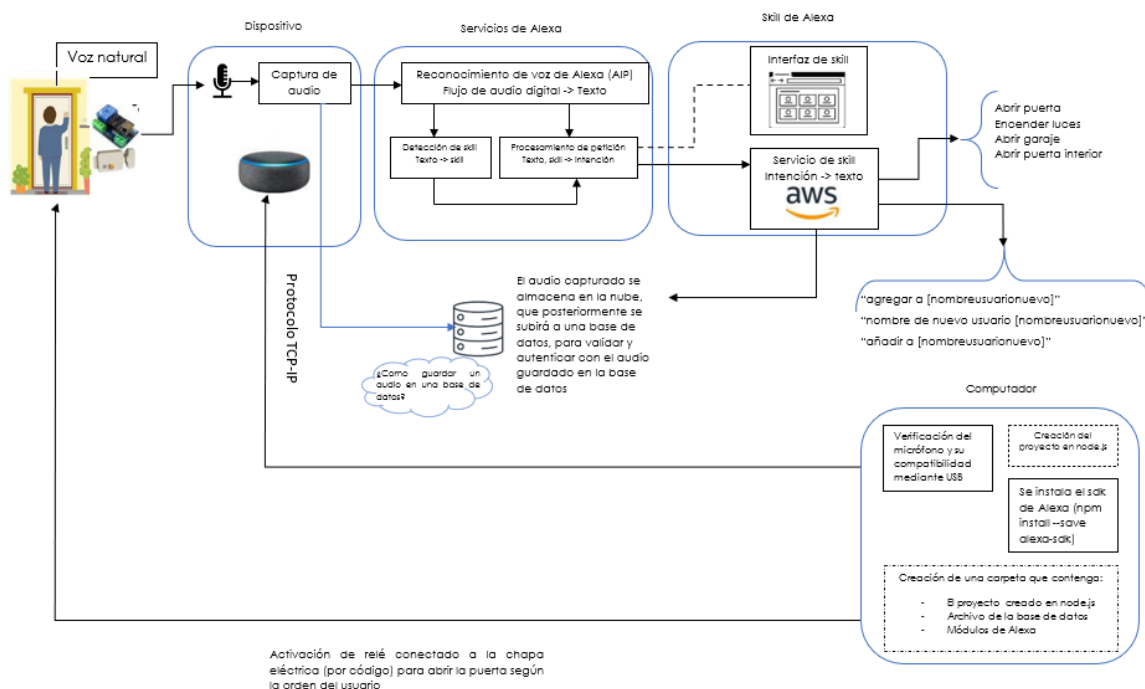 Dispositivo
Servicios de Alexa
Skill de Alexa
Voz natural
Captura de
audio
Reconocimiento de voz de Alexa (AIP)
Flujo de audio digital -> Texto
Detección de skill
Texto -> skill
Procesamiento de petición
Texto, skill -> Intención
Interfaz de skill
Servicio de skill
Intención -> texto
aws
Abrir puerta
Encender luces
Abrir garaje
Abrir puerta interior
Protocolo TCP-IP
El audio capturado se
almacena en la nube,
que posteriormente se
subirá a una base de
datos, para validar y
autenticar con el audio
guardado en la base
de datos
¿Como guardar un
audio en una base de
datos?
“agregar a [nombreusuarionuevo]”
“nombre de nuevo usuario [nombreusuarionuevo]”
“añadir a [nombreusuarionuevo]”
Computador
Verificación del
micrófono y su
compatibilidad
mediante USB
Creación del
proyecto en node.js
Se instala el sdk
de Alexa (npm
install --save
alexa-sdk)
Creación de una carpeta que contenga:
- El proyecto creado en node.js
- Archivo de la base de datos
- Módulos de Alexa
Activación de relé conectado a la chapa
eléctrica (por código) para abrir la puerta según
la orden del usuario